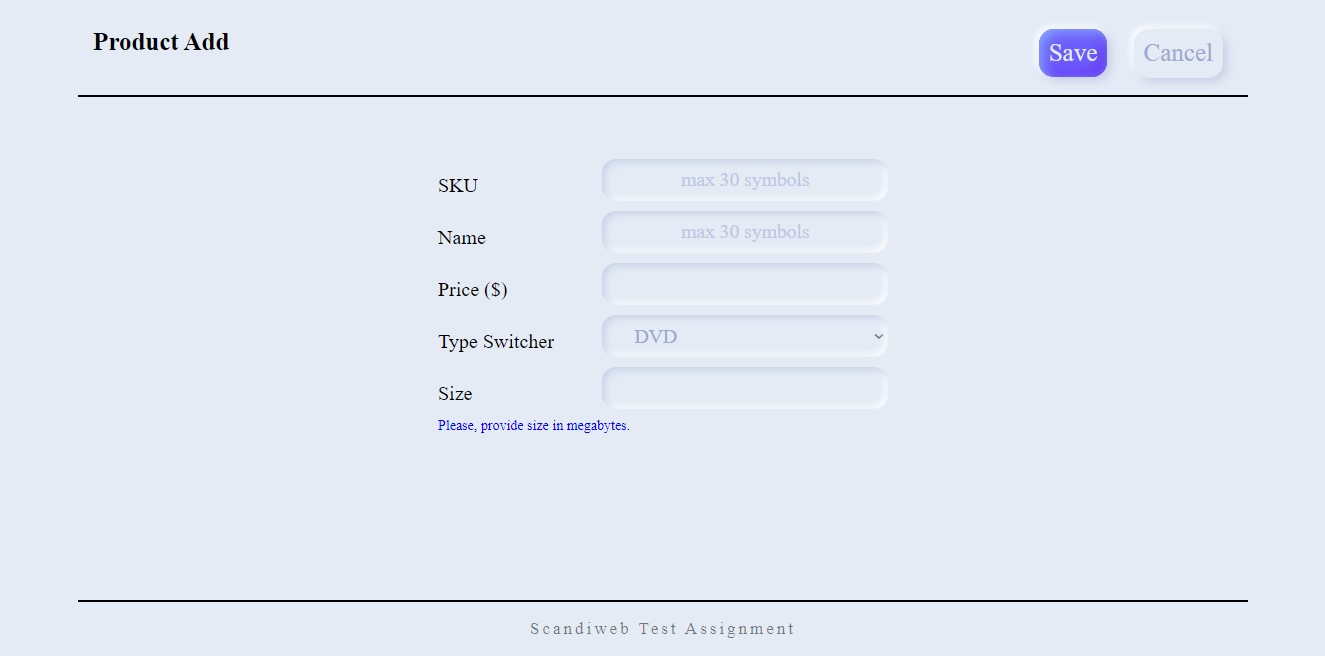 Product Add
Save Cancel
SKU max 30 symbols
Name max 30 symbols
Price ($)
Type Switcher DVD
Size
Please, provide size in megabytes.
Scandiweb Test Assignment